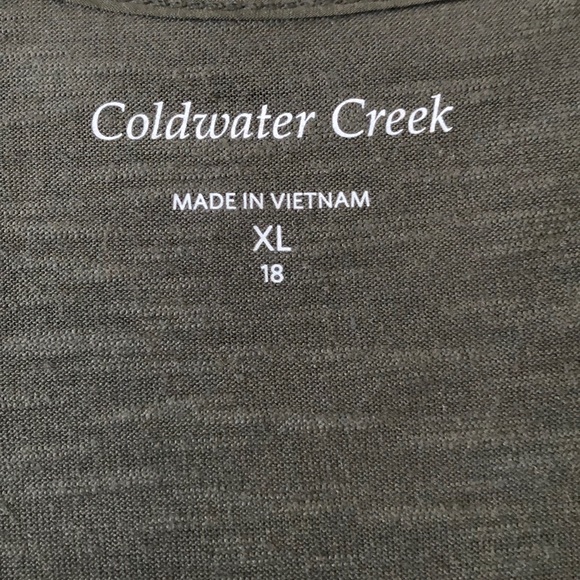 Coldwater Creek
MADE IN VIETNAM
XL
18